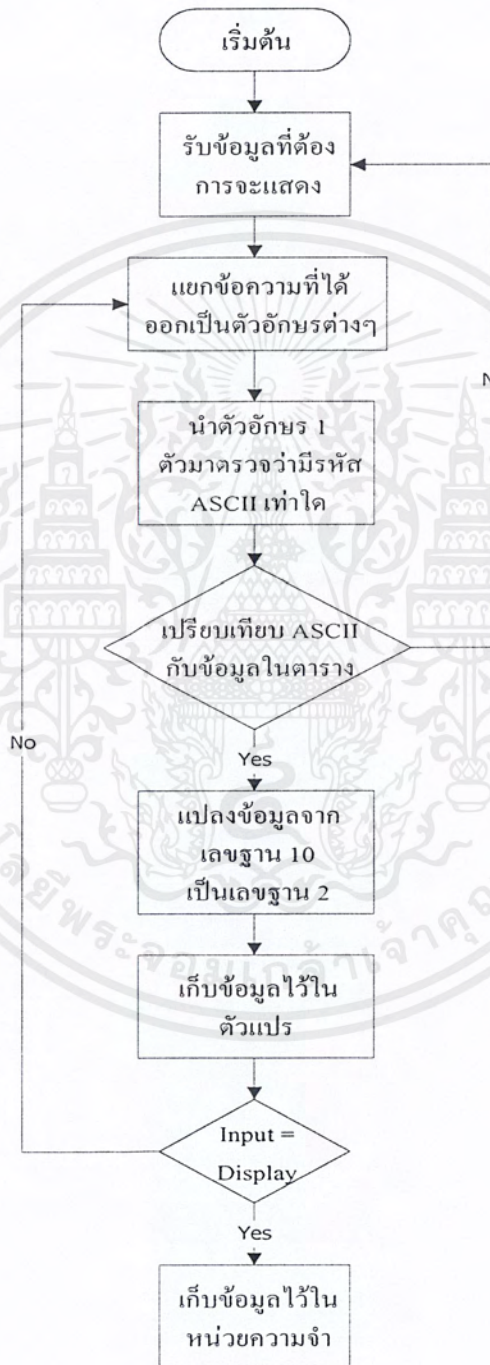 เริ่มต้น
รับข้อมูลที่ต้อง
การจะแสดง
แยกข้อความที่ได้
ออกเป็นตัวอักษรต่างๆ
นำตัวอักษร 1
ตัวมาตรวจว่ามีรหัส
ASCII เท่าใด
เปรียบเทียบ ASCII
กับข้อมูลในตาราง
No
Yes
แปลงข้อมูลจาก
เลขฐาน 10
เป็นเลขฐาน 2
เก็บข้อมูลไว้ใน
ตัวแปร
Input =
Display
Yes
เก็บข้อมูลไว้ใน
หน่วยความจำ